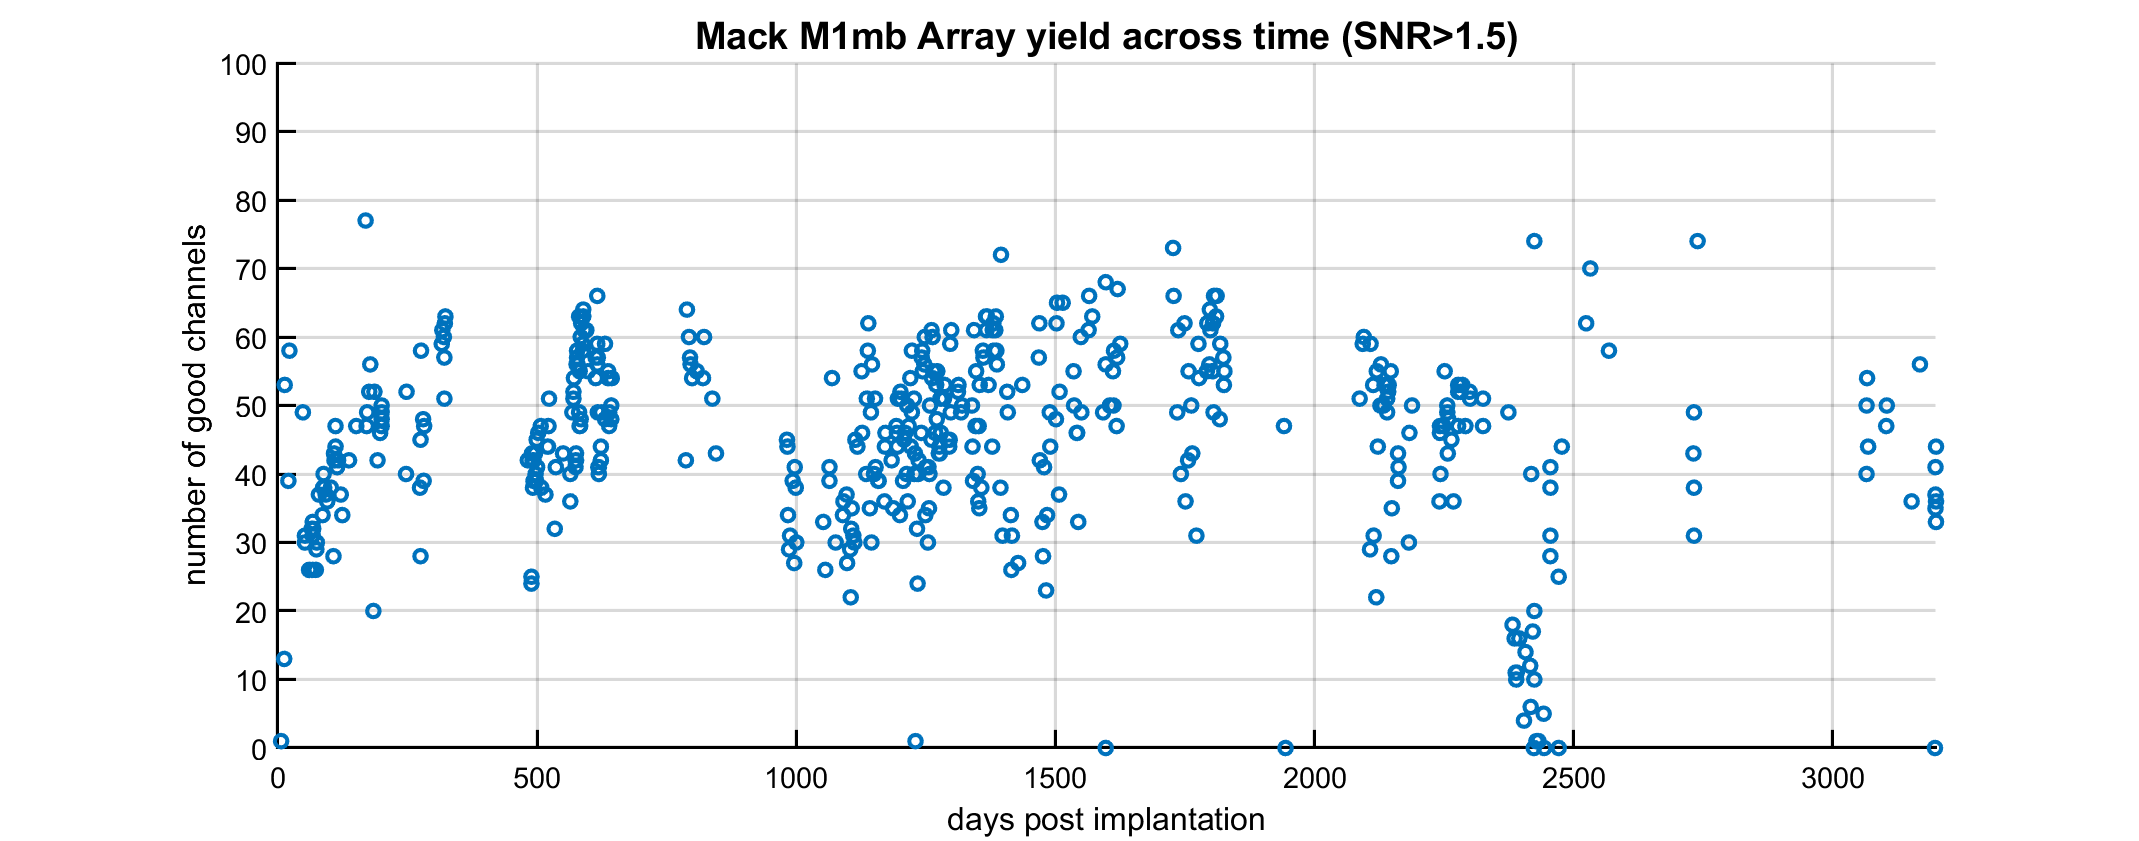 Mack M1mb Array yield across time (SNR>1.5)
100
90
80
70
60
50
40
30
20
10
0
number of good channels
0 500 1000 1500 2000 2500 3000
days post implantation